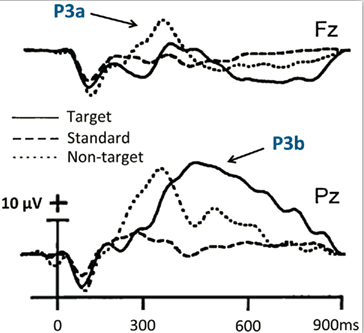 P3a
Fz
Target
Standard
Non-target
P3b
10 µV +
Pz
0 300 600 900ms